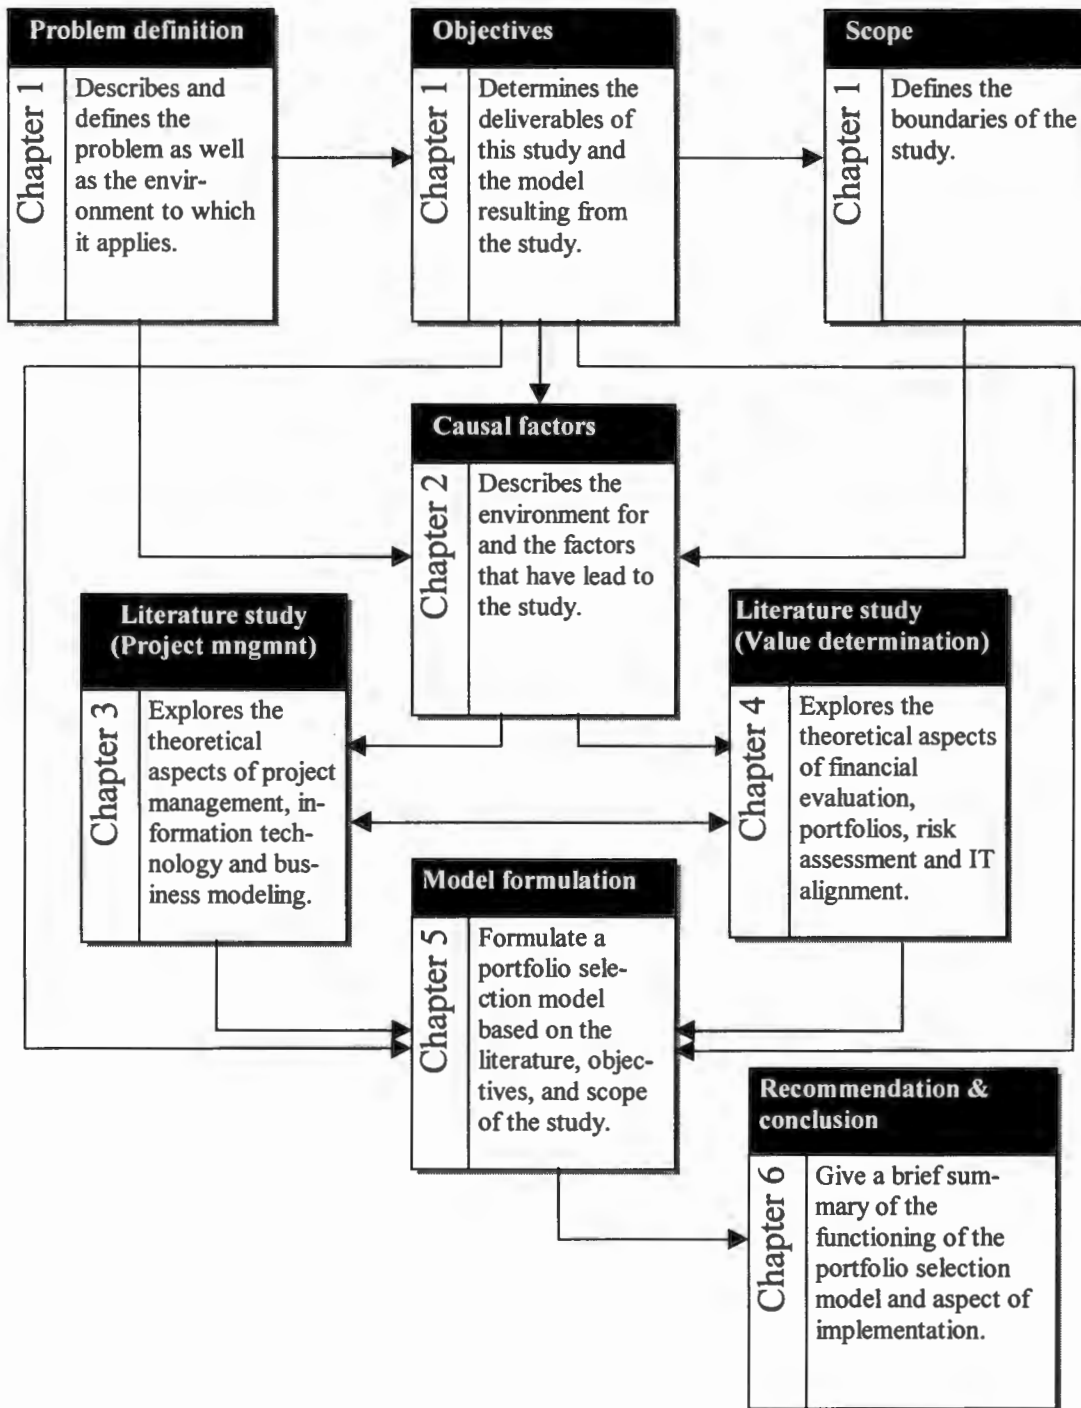 Problem definition
Chapter 1
Describes and
defines the
problem as well
as the envir-
onment to which
it applies.
Objectives
Chapter 1
Determines the
deliverables of
this study and
the model
resulting from
the study.
Scope
Chapter 1
Defines the
boundaries of the
study.
Causal factors
Chapter 2
Describes the
environment for
and the factors
that have lead to
the study.
Literature study
(Project mngmnt)
Chapter 3
Explores the
theoretical
aspects of project
management, in-
formation tech-
nology and bus-
iness modeling.
Literature study
(Value determination)
Chapter 4
Explores the
theoretical aspects
of financial
evaluation,
portfolios, risk
assessment and IT
alignment.
Model formulation
Chapter 5
Formulate a
portfolio sele-
ction model
based on the
literature, objec-
tives, and scope
of the study.
Recommendation &
conclusion
Chapter 6
Give a brief sum-
mary of the
functioning of the
portfolio selection
model and aspect of
implementation.